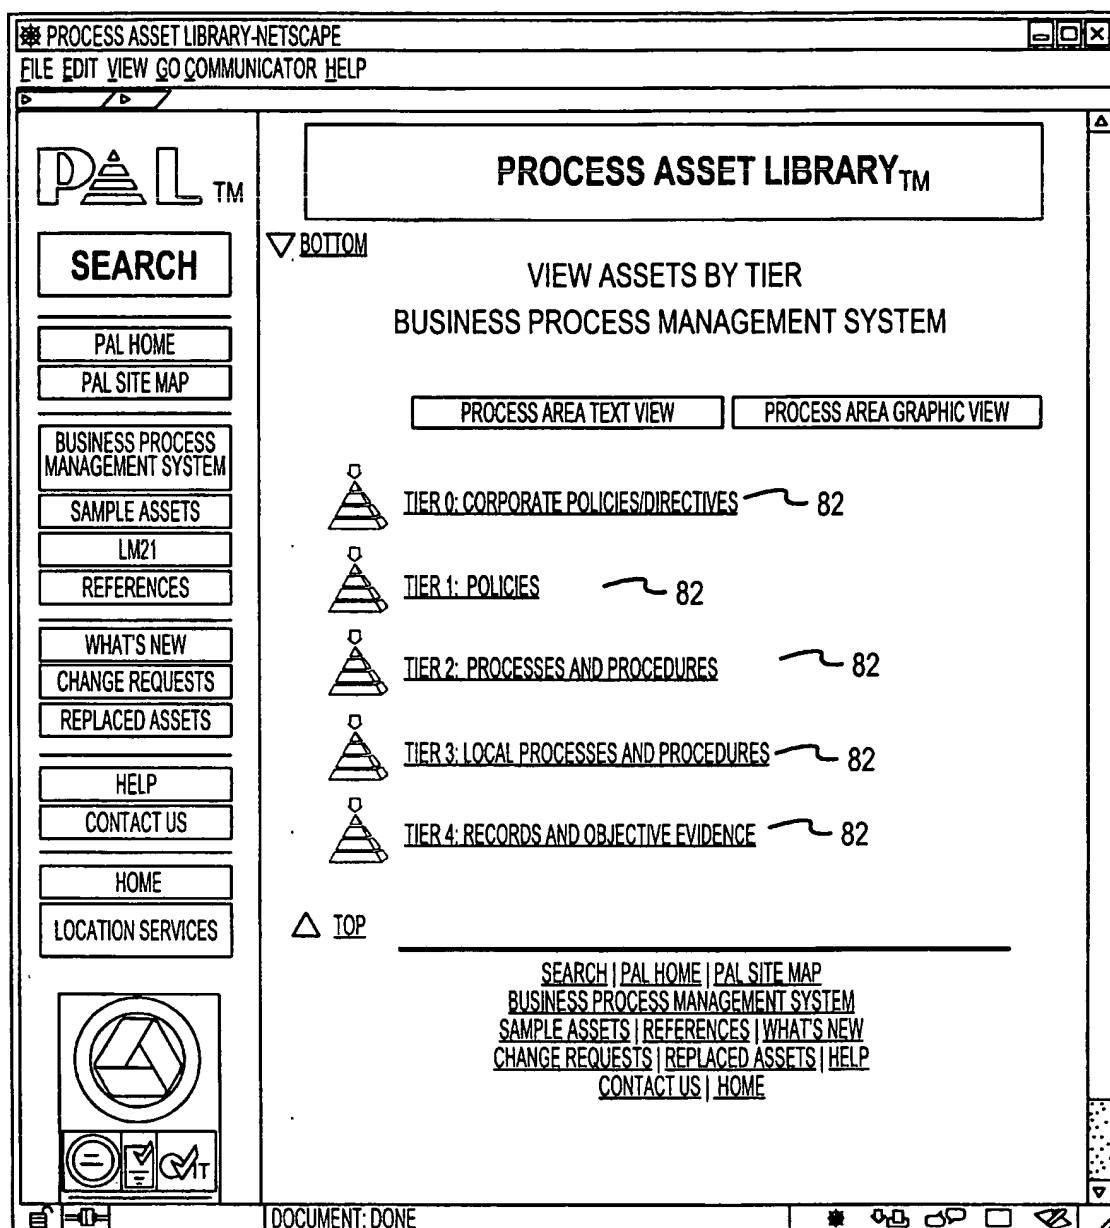 PROCESS ASSET LIBRARY-NETSCAPE
FILE EDIT VIEW GO COMMUNICATOR HELP
PAL TM
SEARCH
PAL HOME
PAL SITE MAP
BUSINESS PROCESS
MANAGEMENT SYSTEM
SAMPLE ASSETS
LM21
REFERENCES
WHAT'S NEW
CHANGE REQUESTS
REPLACED ASSETS
HELP
CONTACT US
HOME
LOCATION SERVICES
PROCESS ASSET LIBRARY TM
BOTTOM
VIEW ASSETS BY TIER
BUSINESS PROCESS MANAGEMENT SYSTEM
PROCESS AREA TEXT VIEW
PROCESS AREA GRAPHIC VIEW
TIER 0: CORPORATE POLICIES/DIRECTIVES 82
TIER 1: POLICIES 82
TIER 2: PROCESSES AND PROCEDURES 82
TIER 3: LOCAL PROCESSES AND PROCEDURES 82
TIER 4: RECORDS AND OBJECTIVE EVIDENCE 82
TOP
SEARCH | PAL HOME | PAL SITE MAP
BUSINESS PROCESS MANAGEMENT SYSTEM
SAMPLE ASSETS | REFERENCES | WHAT'S NEW
CHANGE REQUESTS | REPLACED ASSETS | HELP
CONTACT US | HOME
DOCUMENT: DONE